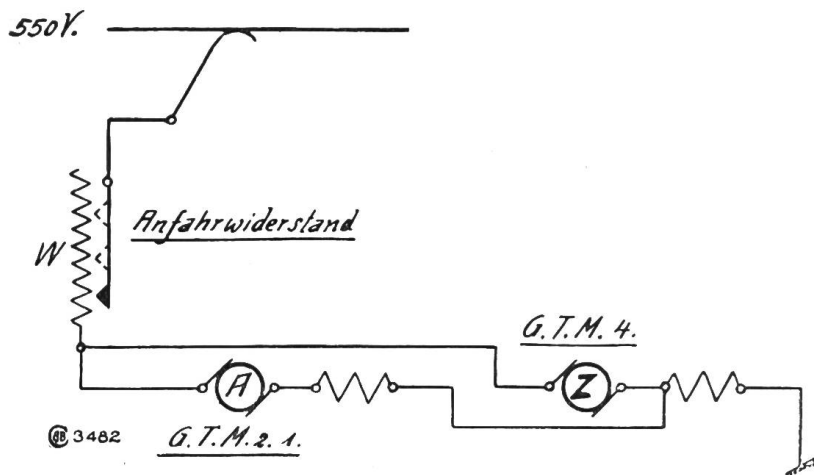 550V.
Anfahrwiderstand
W
G.T.M. 4.
A
Z
3482
G.T.M. 2. 1.